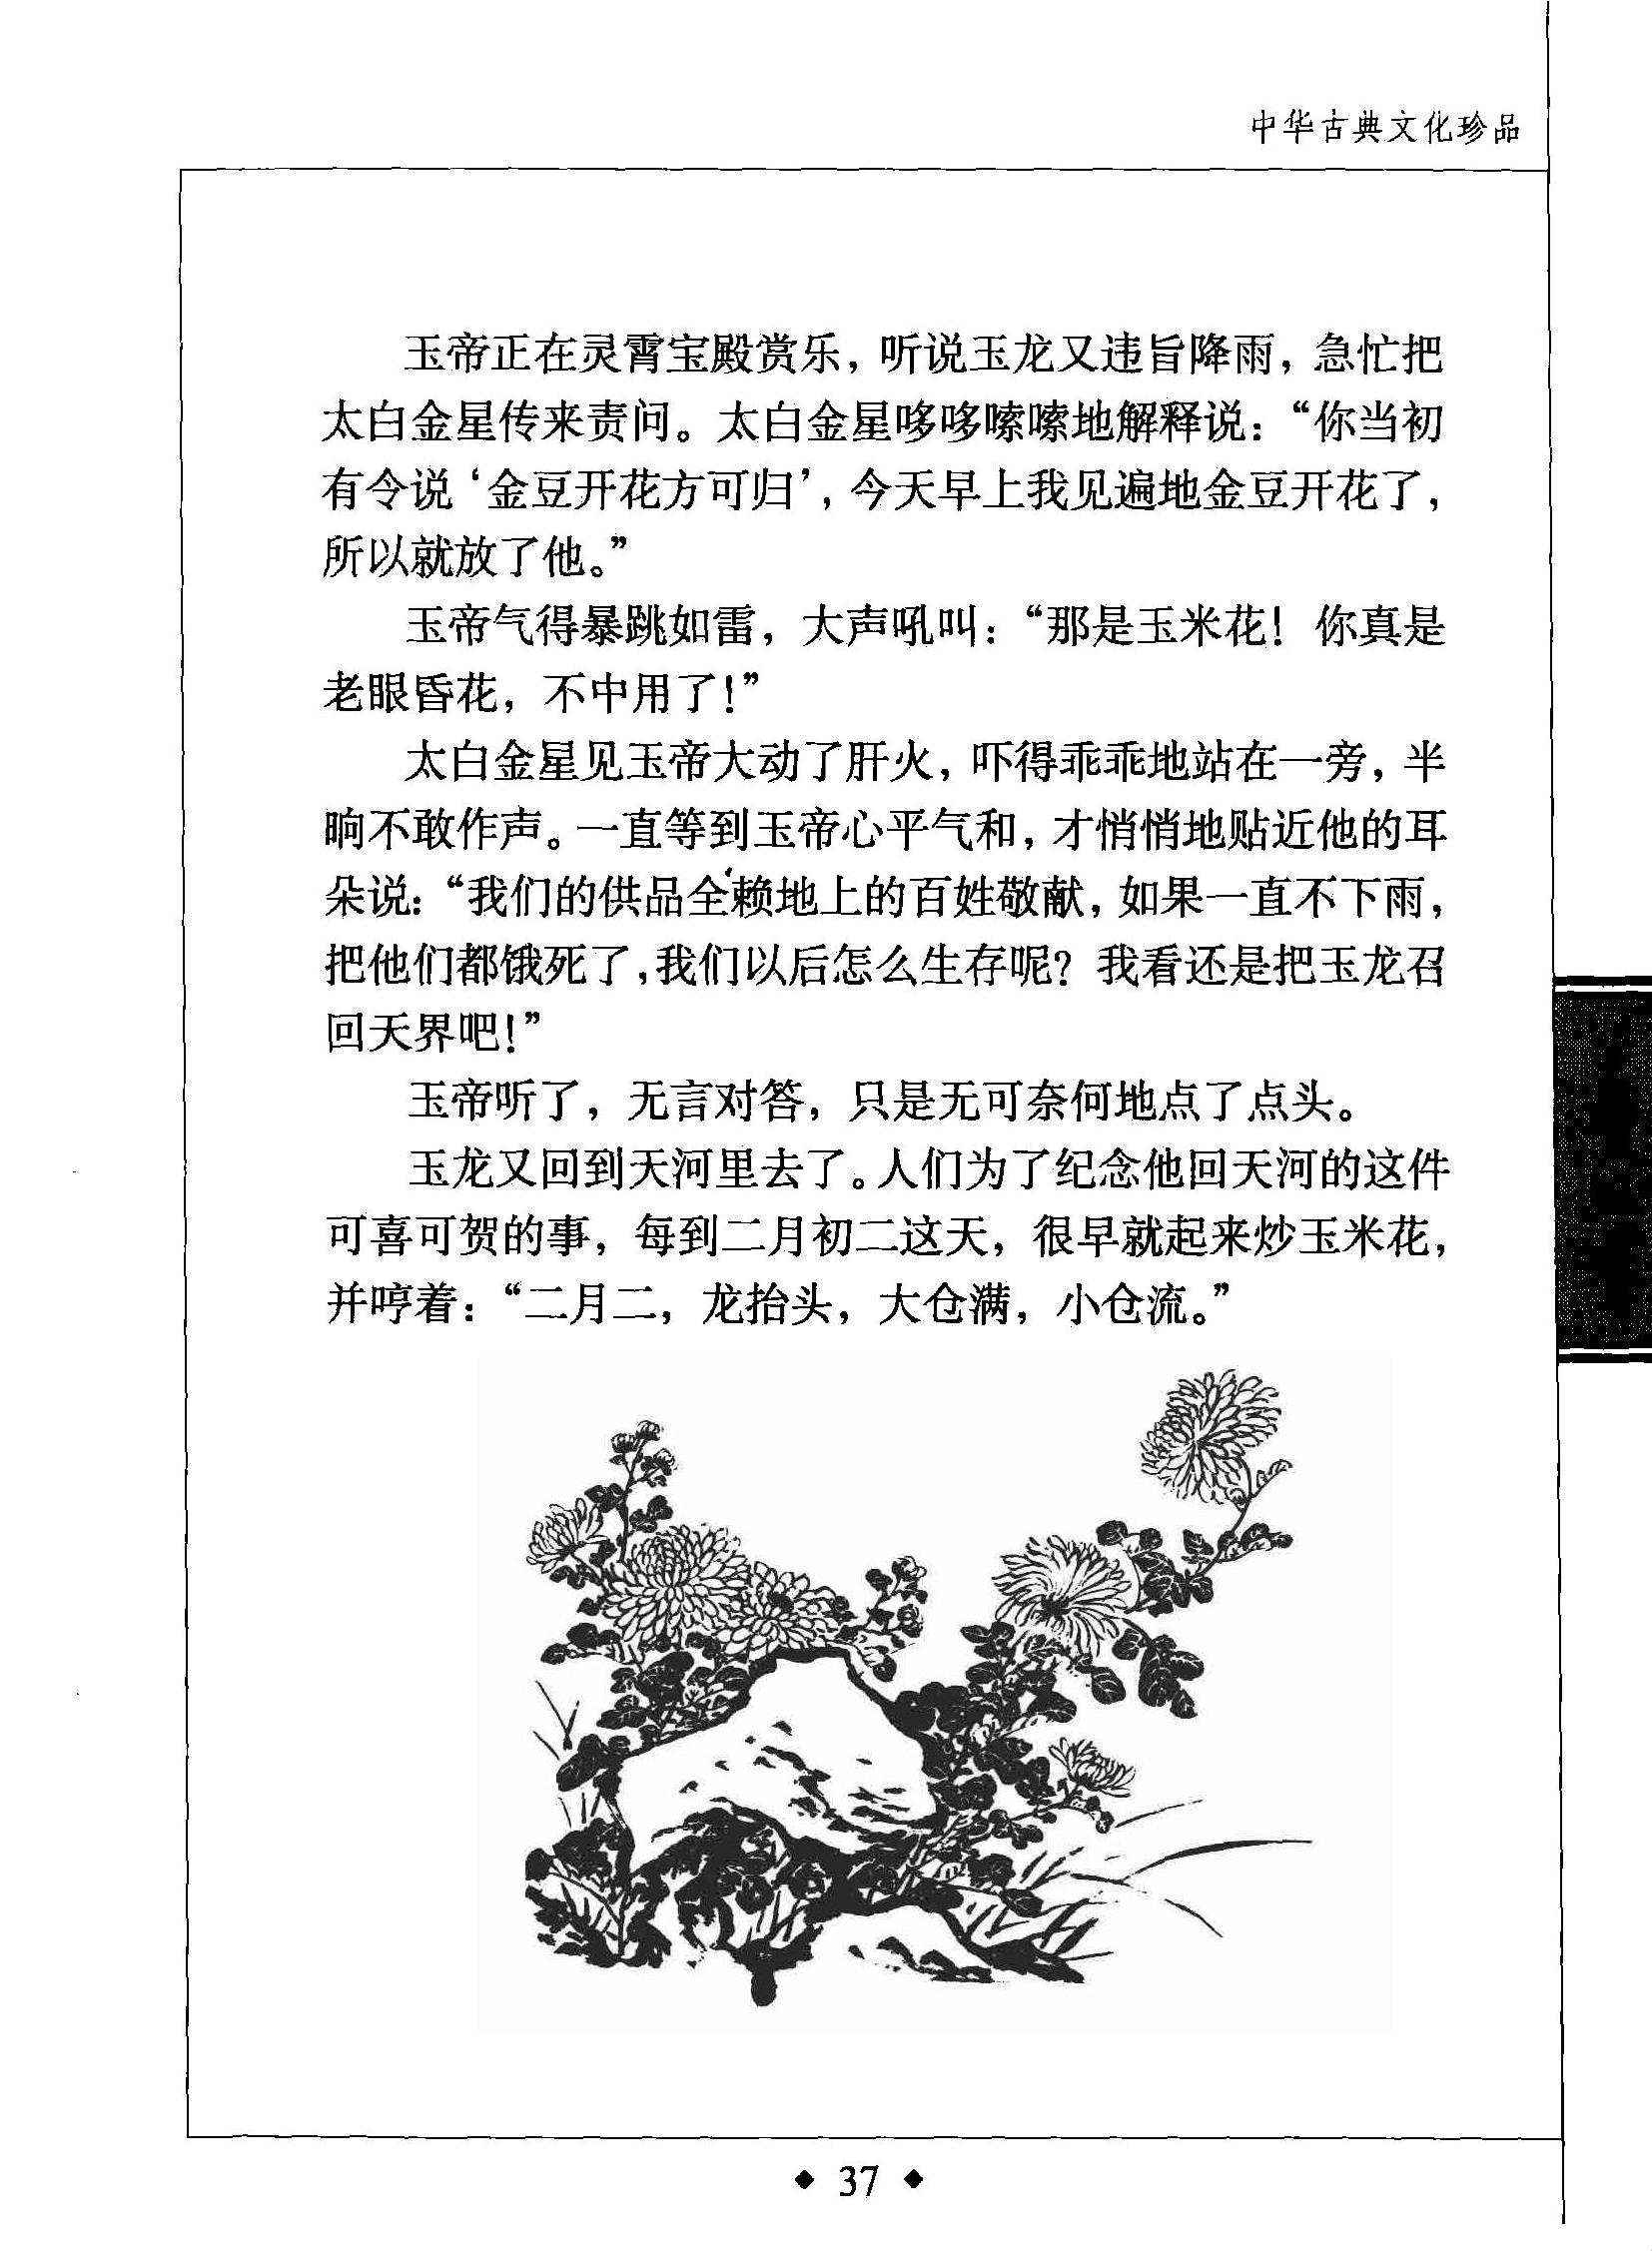 中华古典文化珍品
玉帝正在灵霄宝殿赏乐，听说玉龙又违旨降雨，急忙把
太白金星传来责问。太白金星哆哆嗦嗦地解释说：“你当初
有令说‘金豆开花方可归’，今天早上我见遍地金豆开花了，
所以就放了他。”
玉帝气得暴跳如雷，大声吼叫：“那是玉米花！你真是
老眼昏花，不中用了！”
太白金星见玉帝大动了肝火，吓得乖乖地站在一旁，半
晌不敢作声。一直等到玉帝心平气和，才悄悄地贴近他的耳
朵说：“我们的供品全赖地上的百姓敬献，如果一直不下雨，
把他们都饿死了，我们以后怎么生存呢？我看还是把玉龙召
回天界吧！”
玉帝听了，无言对答，只是无可奈何地点了点头。
玉龙又回到天河里去了。人们为了纪念他回天河的这件
可喜可贺的事，每到二月初二这天，很早就起来炒玉米花，
并哼着：“二月二，龙抬头，大仓满，小仓流。”
◆ 37 ◆